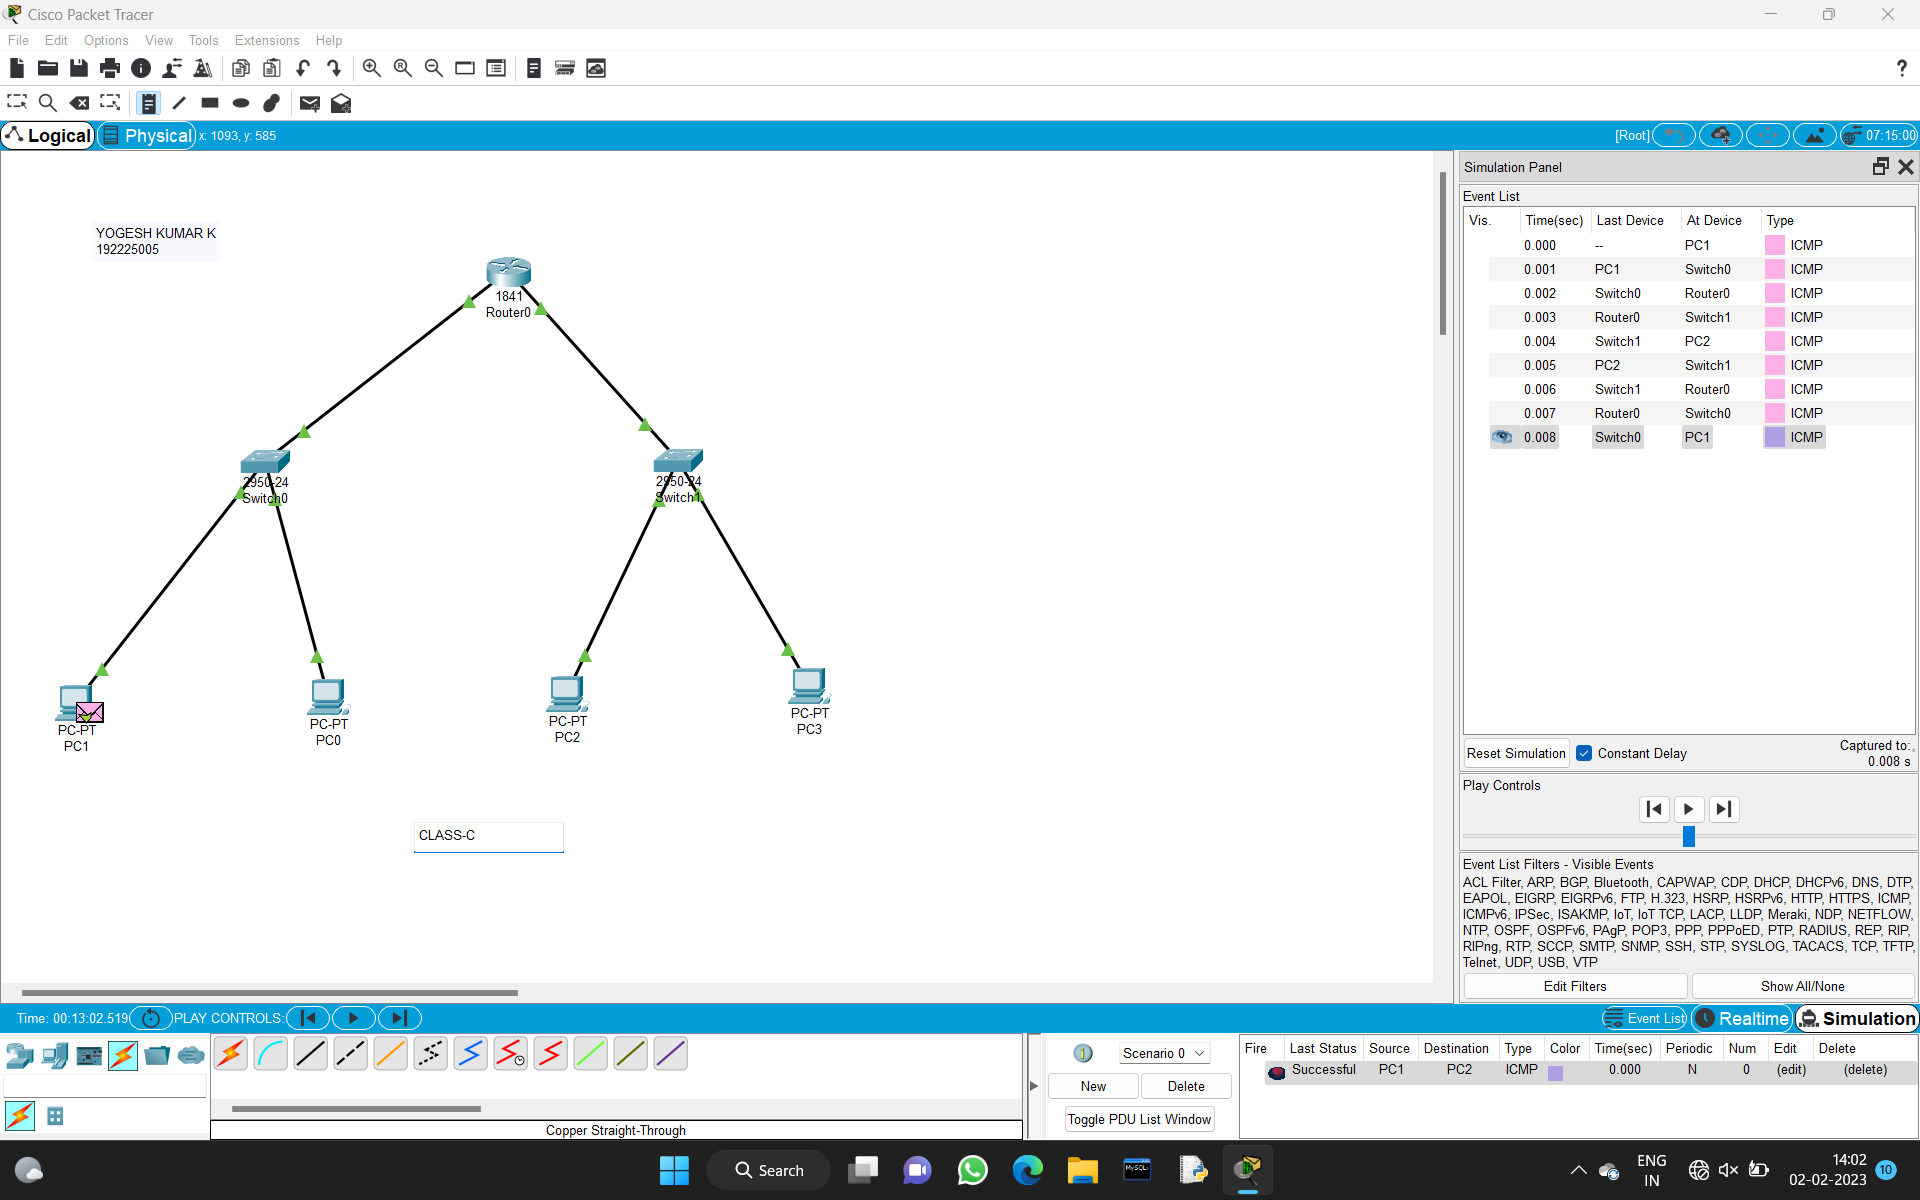 Cisco Packet Tracer
File Edit Options View Tools Extensions Help
?
Logical Physical x: 1093, y: 585 [Root] 07:15:00
YOGESH KUMAR K
192225005
1841
Router0
2950-24
Switch0
2950-24
Switch1
PC-PT
PC1
PC-PT
PC0
PC-PT
PC2
PC-PT
PC3
CLASS-C
Simulation Panel
Event List
Vis. Time(sec) Last Device At Device Type
0.000 -- PC1 ICMP
0.001 PC1 Switch0 ICMP
0.002 Switch0 Router0 ICMP
0.003 Router0 Switch1 ICMP
0.004 Switch1 PC2 ICMP
0.005 PC2 Switch1 ICMP
0.006 Switch1 Router0 ICMP
0.007 Router0 Switch0 ICMP
0.008 Switch0 PC1 ICMP
Reset Simulation Constant Delay Captured to:
0.008 s
Play Controls
Event List Filters - Visible Events
ACL Filter, ARP, BGP, Bluetooth, CAPWAP, CDP, DHCP, DHCPv6, DNS, DTP,
EAPOL, EIGRP, EIGRPv6, FTP, H.323, HSRP, HSRPv6, HTTP, HTTPS, ICMP,
ICMPv6, IPSec, ISAKMP, IoT, IoT TCP, LACP, LLDP, Meraki, NDP, NETFLOW,
NTP, OSPF, OSPFv6, PAgP, POP3, PPP, PPPoED, PTP, RADIUS, REP, RIP,
RIPng, RTP, SCCP, SMTP, SNMP, SSH, STP, SYSLOG, TACACS, TCP, TFTP,
Telnet, UDP, USB, VTP
Edit Filters Show All/None
Time: 00:13:02.519 PLAY CONTROLS: Event List Realtime Simulation
Scenario 0
New Delete
Toggle PDU List Window
Fire Last Status Source Destination Type Color Time(sec) Periodic Num Edit Delete
Successful PC1 PC2 ICMP 0.000 N 0 (edit) (delete)
Copper Straight-Through
Search
MySQL
ENG
IN
14:02
02-02-2023
10